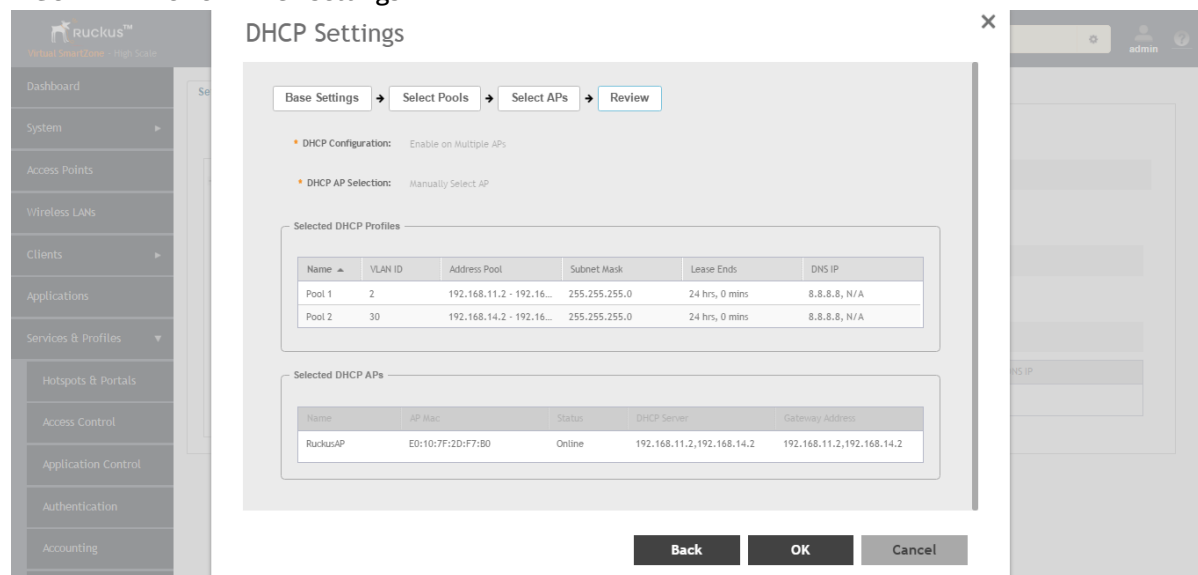 Ruckus™
Virtual SmartZone High Scale
DHCP Settings
admin
Dashboard
System
Access Points
Wireless LANs
Clients
Applications
Services & Profiles
Hotspots & Portals
Access Control
Application Control
Authentication
Accounting
Se
Base Settings → Select Pools → Select APs → Review
* DHCP Configuration: Enable on Multiple APs
* DHCP AP Selection: Manually Select AP
Selected DHCP Profiles
Name VLAN ID Address Pool Subnet Mask Lease Ends DNS IP
Pool 1 2 192.168.11.2 - 192.16... 255.255.255.0 24 hrs, 0 mins 8.8.8.8, N/A
Pool 2 30 192.168.14.2 - 192.16... 255.255.255.0 24 hrs, 0 mins 8.8.8.8, N/A
Selected DHCP APs
Name AP Mac Status DHCP Server Gateway Address
RuckusAP E0:10:7F:2D:F7:B0 Online 192.168.11.2,192.168.14.2 192.168.11.2,192.168.14.2
NS IP
Back OK Cancel